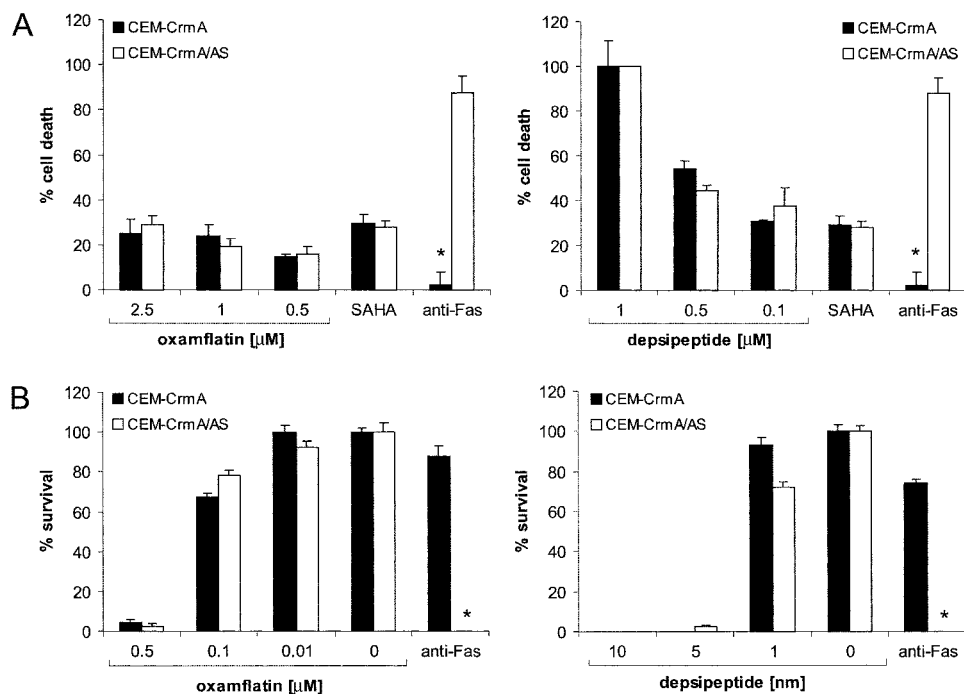 A
120
100
80
60
40
20
0
% cell death
CEM-CrmA
CEM-CrmA/AS
*
2.5 1 0.5 SAHA anti-Fas
oxamflatin [µM]
120
100
80
60
40
20
0
% cell death
CEM-CrmA
CEM-CrmA/AS
*
1 0.5 0.1 SAHA anti-Fas
depsipeptide [µM]
B
120
100
80
60
40
20
0
% survival
CEM-CrmA
CEM-CrmA/AS
*
0.5 0.1 0.01 0 anti-Fas
oxamflatin [µM]
120
100
80
60
40
20
0
% survival
CEM-CrmA
CEM-CrmA/AS
*
10 5 1 0 anti-Fas
depsipeptide [nm]